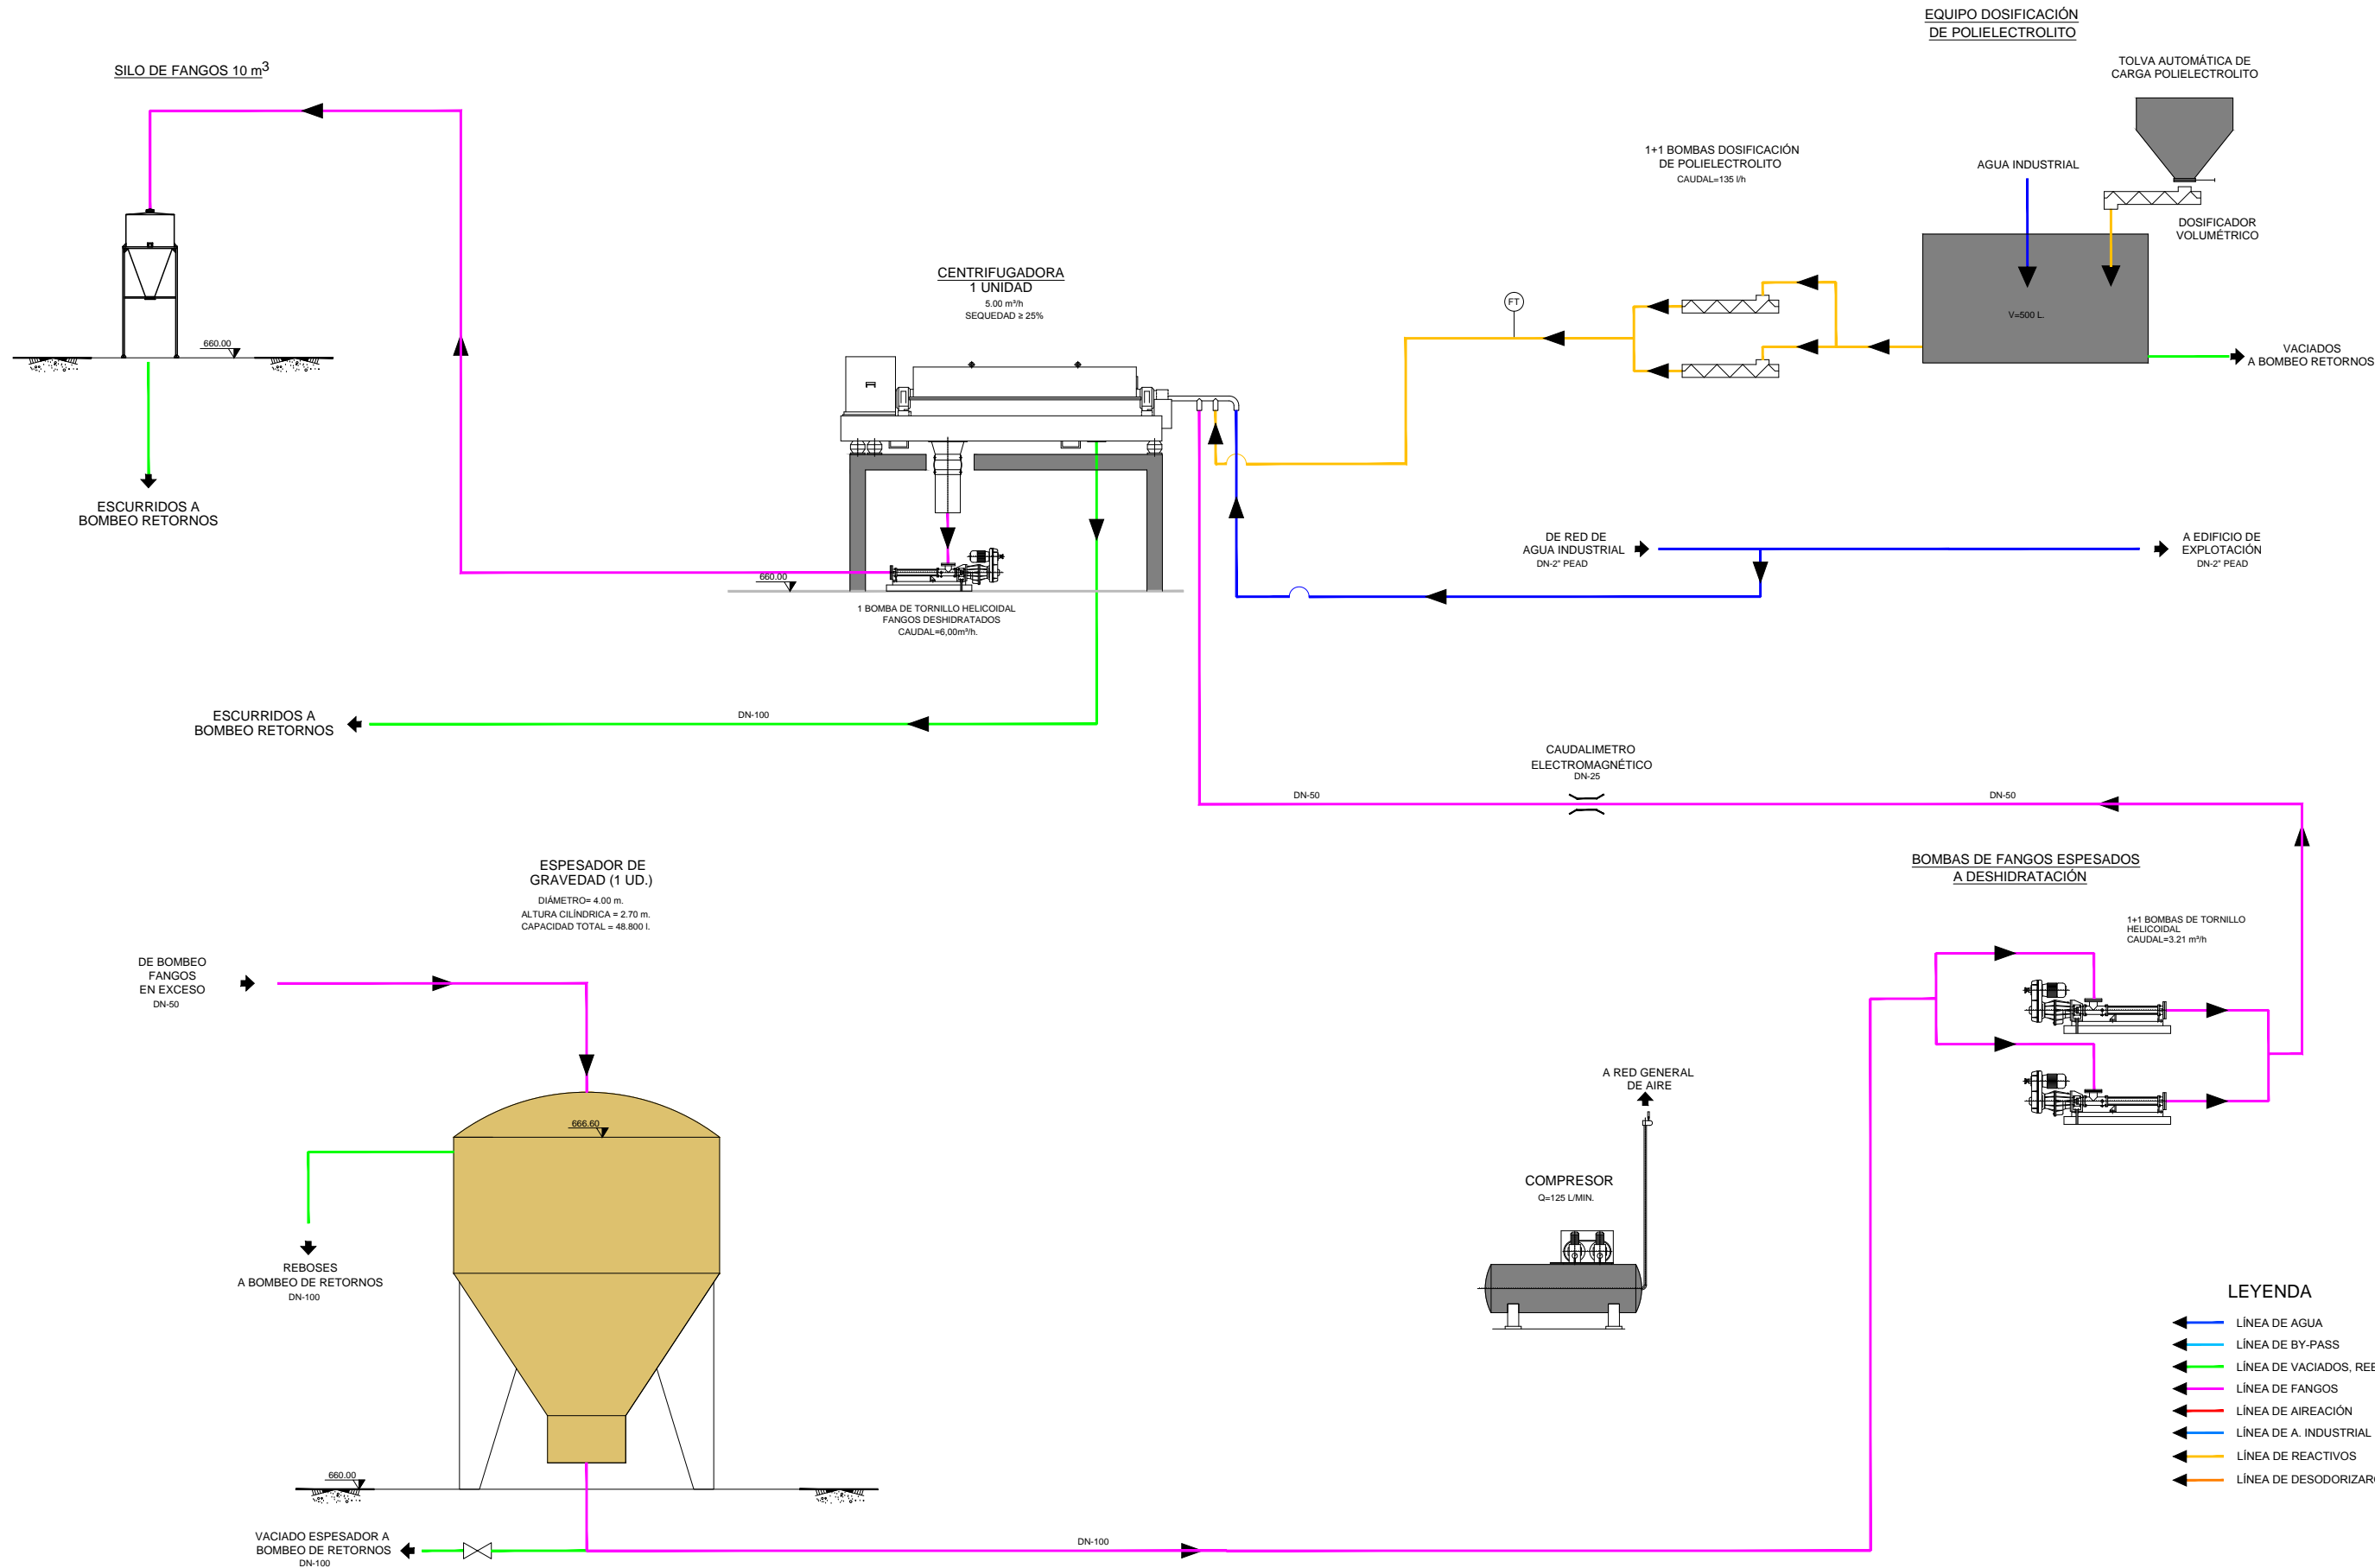 EQUIPO DOSIFICACIÓN
DE POLIELECTROLITO
SILO DE FANGOS 10 m³
TOLVA AUTOMÁTICA DE
CARGA POLIELECTROLITO
1+1 BOMBAS DOSIFICACIÓN
DE POLIELECTROLITO
CAUDAL=135 l/h
AGUA INDUSTRIAL
DOSIFICADOR
VOLUMÉTRICO
CENTRIFUGADORA
1 UNIDAD
5.00 m³/h
SEQUEDAD ≥ 25%
FT
V=500 L.
660.00
VACIADOS
A BOMBEO RETORNOS
ESCURRIDOS A
BOMBEO RETORNOS
DE RED DE
AGUA INDUSTRIAL
DN-2" PEAD
A EDIFICIO DE
EXPLOTACIÓN
DN-2" PEAD
660.00
1 BOMBA DE TORNILLO HELICOIDAL
FANGOS DESHIDRATADOS
CAUDAL=6,00m³/h.
ESCURRIDOS A
BOMBEO RETORNOS
DN-100
CAUDALIMETRO
ELECTROMAGNÉTICO
DN-25
DN-50
DN-50
ESPESADOR DE
GRAVEDAD (1 UD.)
DIÁMETRO= 4.00 m.
ALTURA CILÍNDRICA = 2.70 m.
CAPACIDAD TOTAL = 48.800 l.
BOMBAS DE FANGOS ESPESADOS
A DESHIDRATACIÓN
1+1 BOMBAS DE TORNILLO
HELICOIDAL
CAUDAL=3.21 m³/h
DE BOMBEO
FANGOS
EN EXCESO
DN-50
666.60
A RED GENERAL
DE AIRE
COMPRESOR
Q=125 L/MIN.
REBOSES
A BOMBEO DE RETORNOS
DN-100
660.00
VACIADO ESPESADOR A
BOMBEO DE RETORNOS
DN-100
DN-100
LEYENDA
LÍNEA DE AGUA
LÍNEA DE BY-PASS
LÍNEA DE VACIADOS, REB
LÍNEA DE FANGOS
LÍNEA DE AIREACIÓN
LÍNEA DE A. INDUSTRIAL
LÍNEA DE REACTIVOS
LÍNEA DE DESODORIZAR